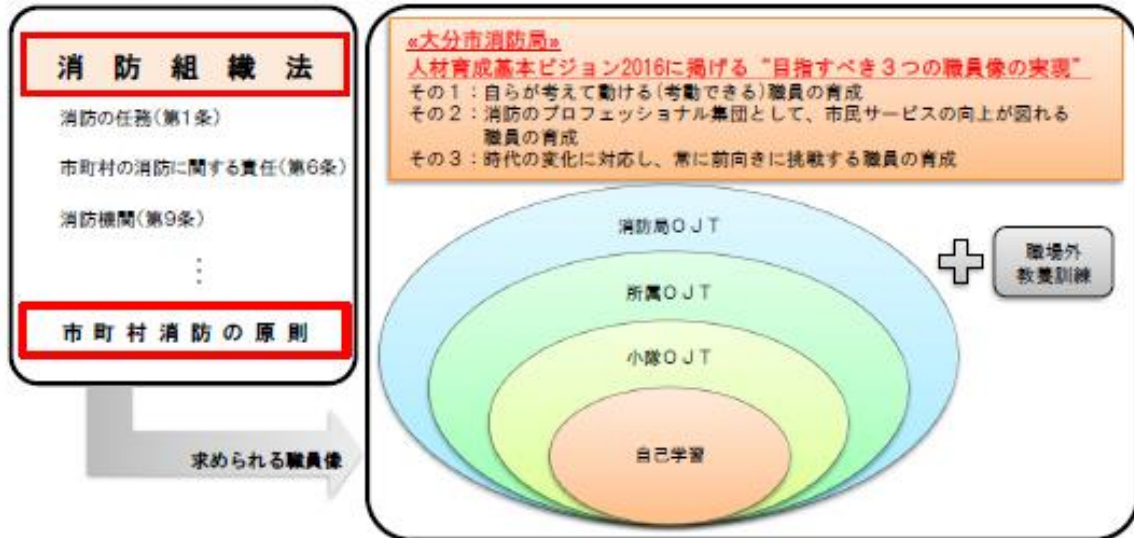 消防組織法
消防の任務(第1条)
市町村の消防に関する責任(第6条)
消防機関(第9条)
⋮
市町村消防の原則
求められる職員像
≪大分市消防局≫
人材育成基本ビジョン2016に掲げる“目指すべき３つの職員像の実現”
その１：自らが考えて動ける(考動できる)職員の育成
その２：消防のプロフェッショナル集団として、市民サービスの向上が図れる
職員の育成
その３：時代の変化に対応し、常に前向きに挑戦する職員の育成
消防局ＯＪＴ
所属ＯＪＴ
小隊ＯＪＴ
自己学習
職場外
教養訓練